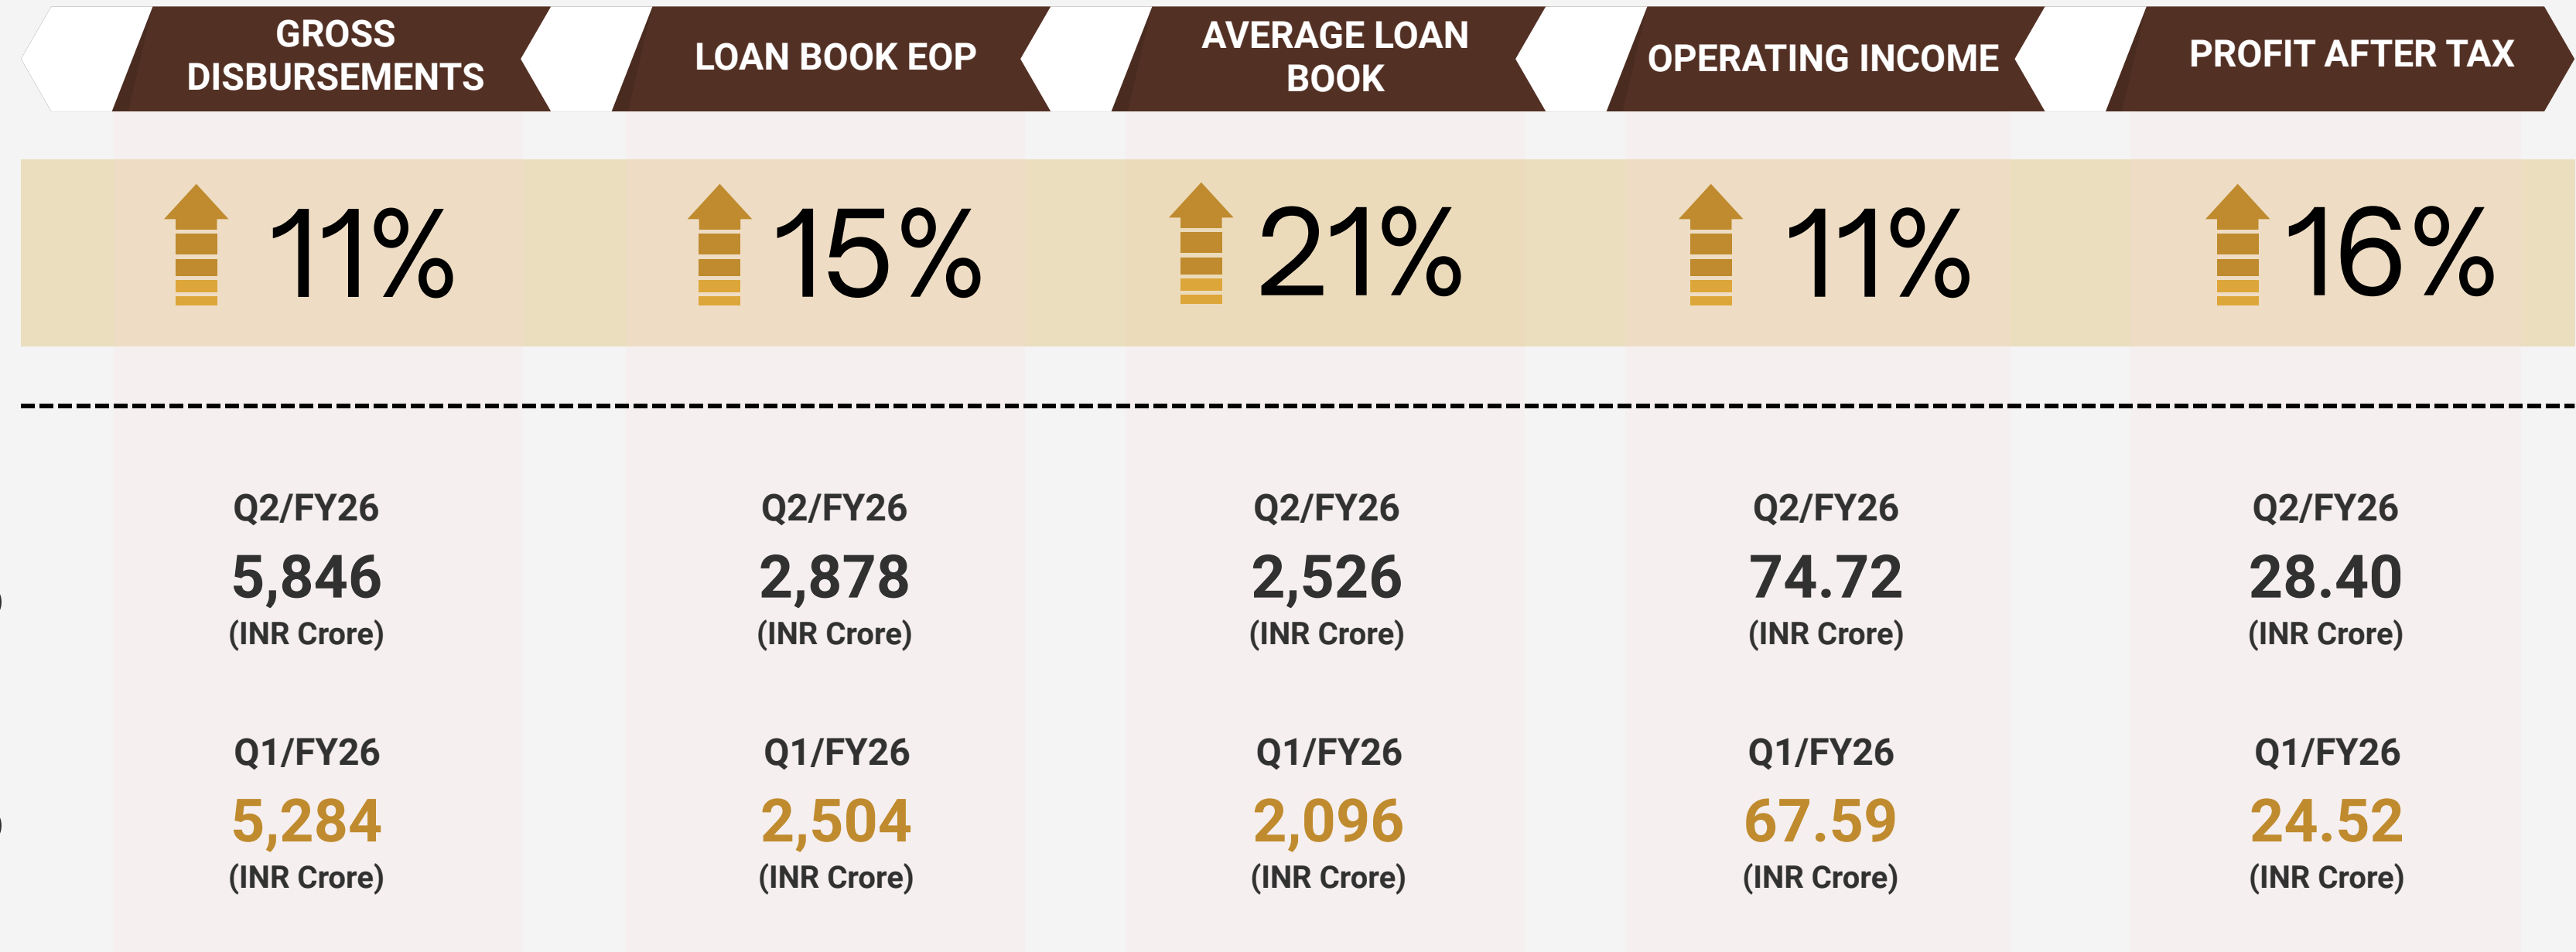 GROSS
DISBURSEMENTS
LOAN BOOK EOP
AVERAGE LOAN
BOOK
OPERATING INCOME
PROFIT AFTER TAX
11%
15%
21%
11%
16%
Q2/FY26
5,846
(INR Crore)
Q2/FY26
2,878
(INR Crore)
Q2/FY26
2,526
(INR Crore)
Q2/FY26
74.72
(INR Crore)
Q2/FY26
28.40
(INR Crore)
Q1/FY26
5,284
(INR Crore)
Q1/FY26
2,504
(INR Crore)
Q1/FY26
2,096
(INR Crore)
Q1/FY26
67.59
(INR Crore)
Q1/FY26
24.52
(INR Crore)